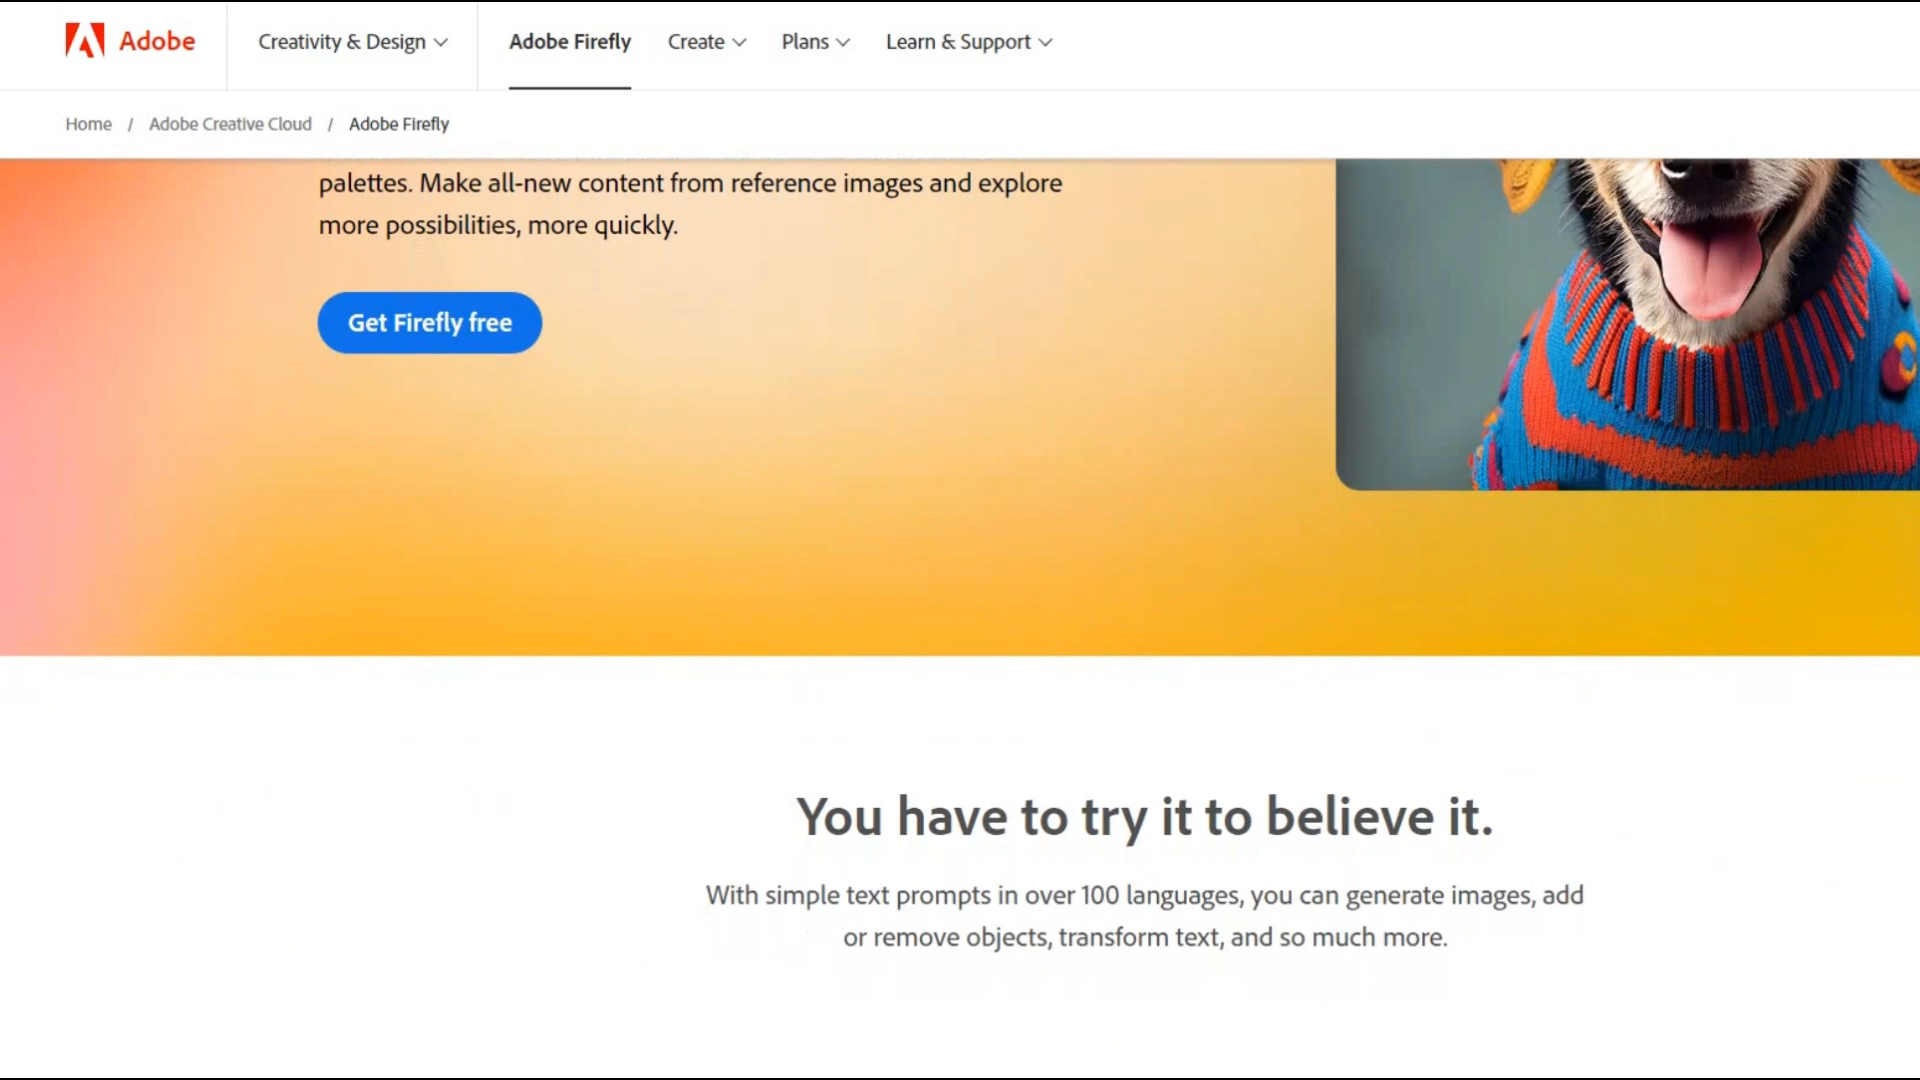 Adobe
Creativity & Design
Adobe Firefly
Create
Plans
Learn & Support
Home / Adobe Creative Cloud / Adobe Firefly
palettes. Make all-new content from reference images and explore
more possibilities, more quickly.
Get Firefly free
You have to try it to believe it.
With simple text prompts in over 100 languages, you can generate images, add
or remove objects, transform text, and so much more.